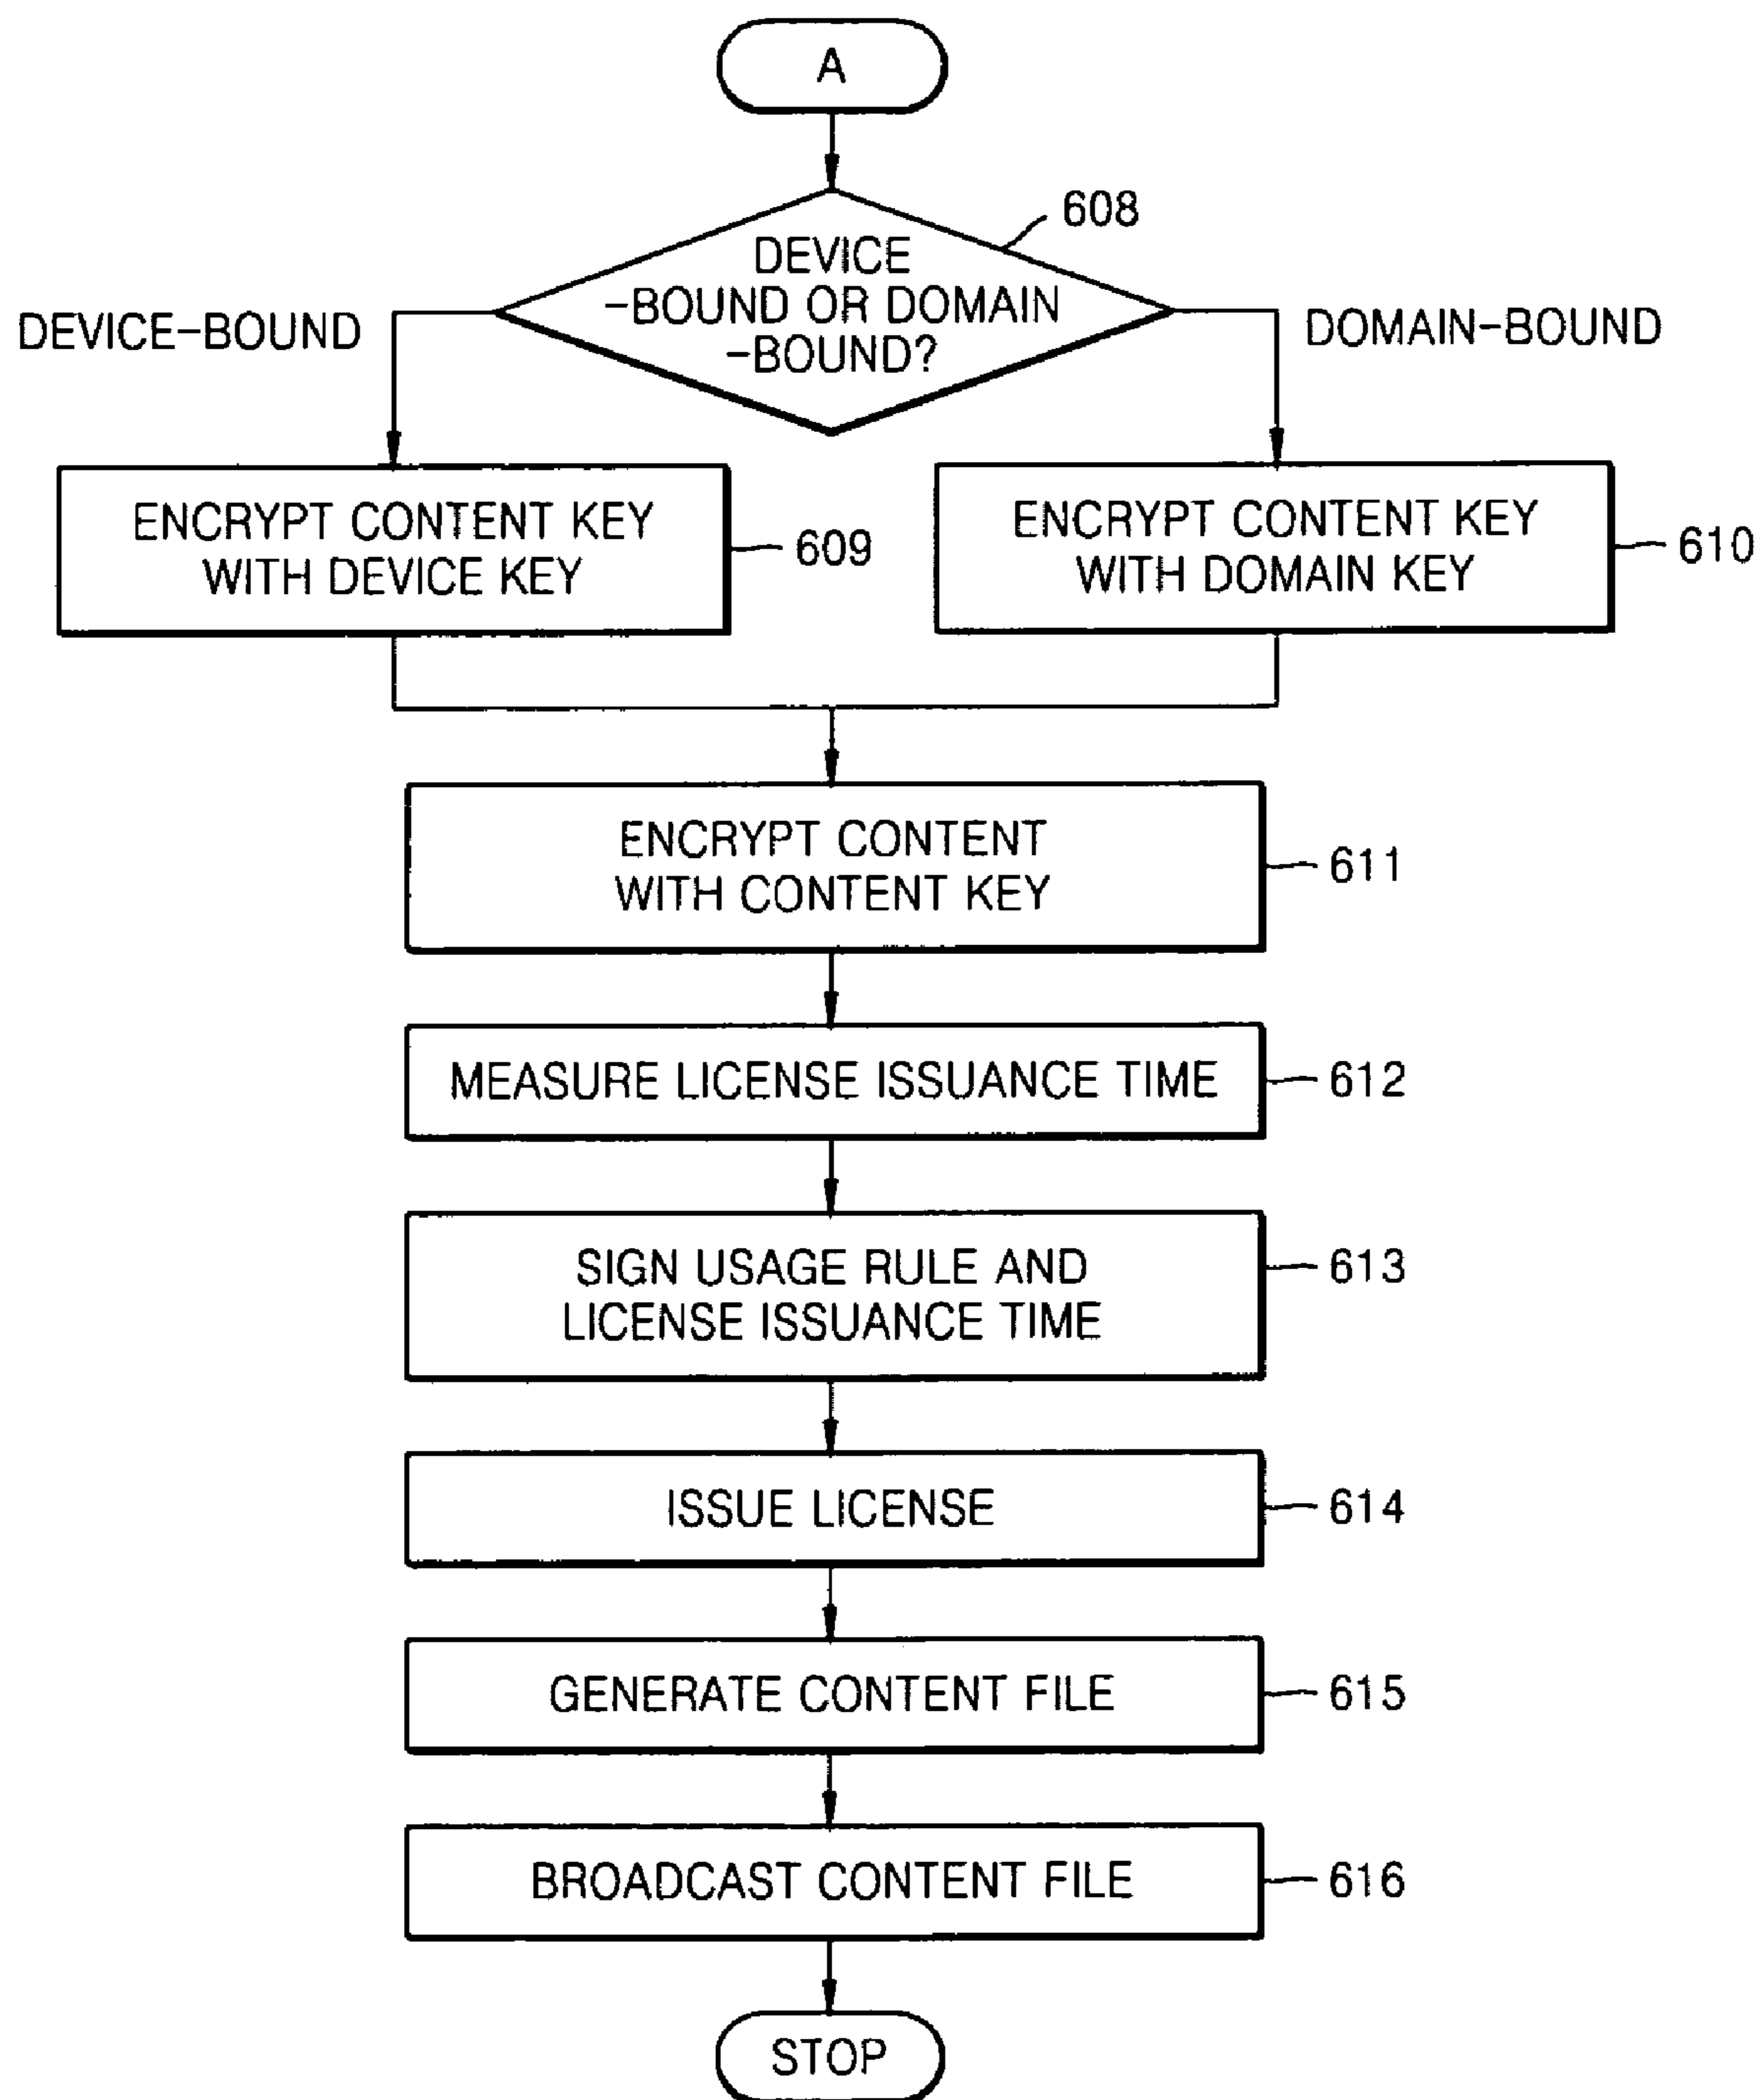 A
608
DEVICE
-BOUND OR DOMAIN
-BOUND?
DEVICE-BOUND
DOMAIN-BOUND
ENCRYPT CONTENT KEY
WITH DEVICE KEY
609
ENCRYPT CONTENT KEY
WITH DOMAIN KEY
610
ENCRYPT CONTENT
WITH CONTENT KEY
611
MEASURE LICENSE ISSUANCE TIME
612
SIGN USAGE RULE AND
LICENSE ISSUANCE TIME
613
ISSUE LICENSE
614
GENERATE CONTENT FILE
615
BROADCAST CONTENT FILE
616
STOP